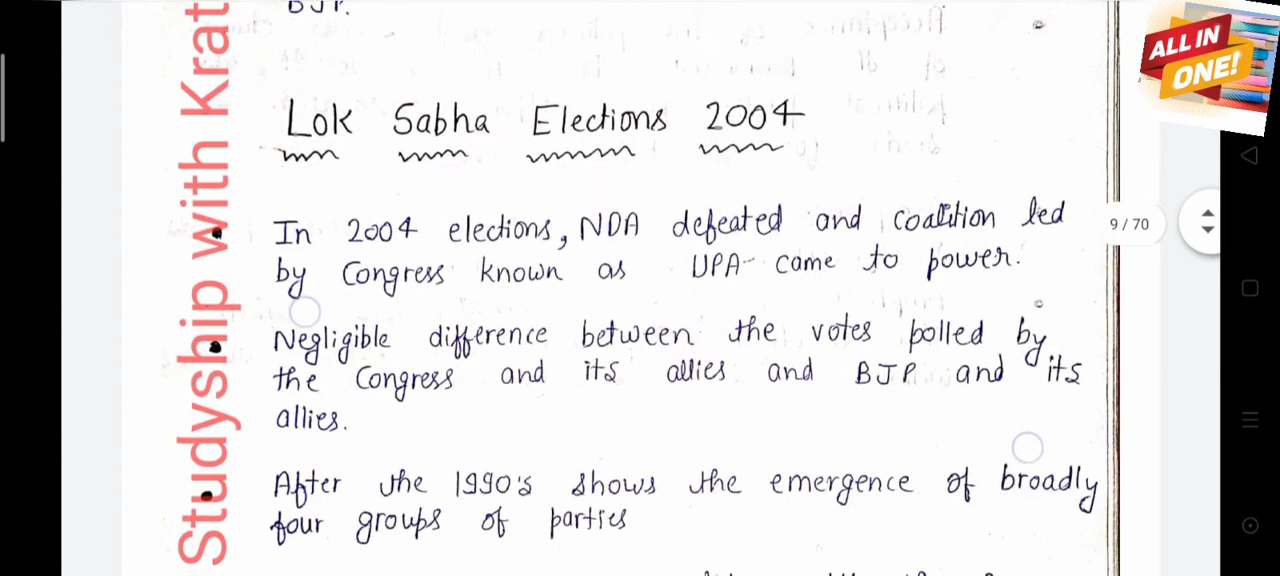 BJP.
ALL IN
ONE!
Lok Sabha Elections 2004
In 2004 elections, NDA defeated and coalition led
by Congress known as UPA came to power.
9 / 70
Negligible difference between the votes polled by
the Congress and its allies and BJP and its
allies.
After the 1990's shows the emergence of broadly
four groups of parties
Studyship with Krat